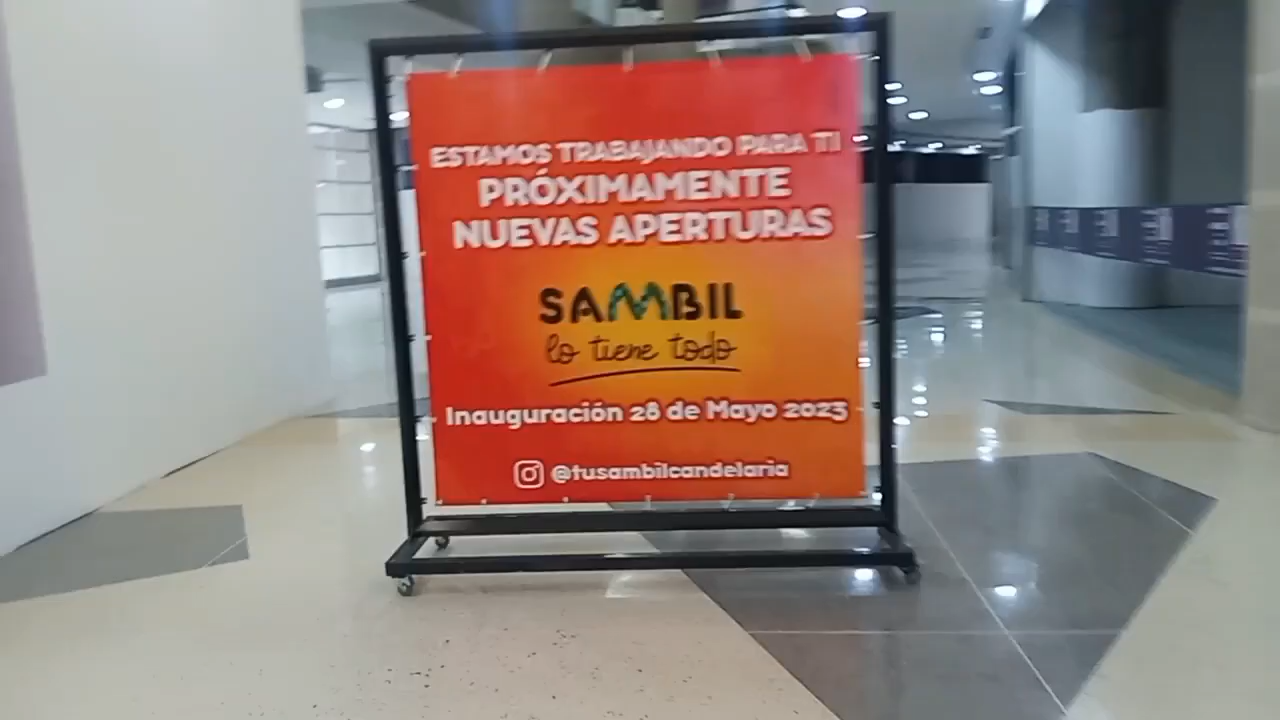 ESTAMOS TRABAJANDO PARA TI
PRÓXIMAMENTE
NUEVAS APERTURAS
SAMBIL
lo tiene todo
Inauguración 28 de Mayo 2023
@tusambilcandelaria